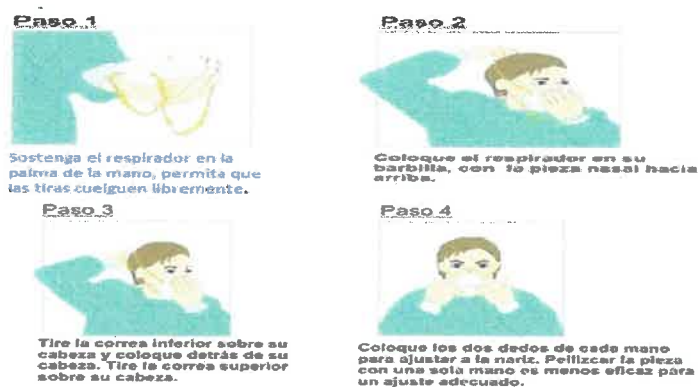 Paso 1
Sostenga el respirador en la
palma de la mano, permita que
las tiras cuelguen libremente.
Paso 2
Coloque el respirador en su
barbilla, con la pieza nasal hacia
arriba.
Paso 3
Tire la correa inferior sobre su
cabeza y coloque detrás de su
cabeza. Tire la correa superior
sobre su cabeza.
Paso 4
Coloque los dos dedos de cada mano
para ajustar a la nariz. Pellizcar la pieza
con una sola mano es menos eficaz para
un ajuste adecuado.